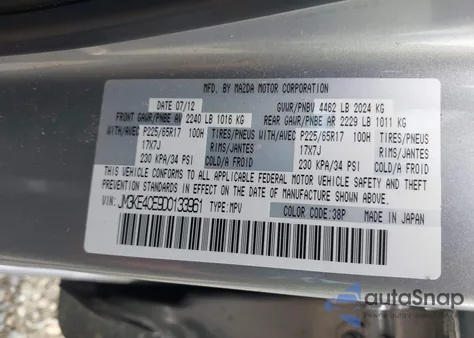 MFD. BY MAZDA MOTOR CORPORATION
DATE 07/12 GVWR/PNBV 4462 LB 2024 KG
FRONT GAWR/PNBE AV 2240 LB 1016 KG REAR GAWR/PNBE AR 2229 LB 1011 KG
WITH/AVEC P225/65R17 100H TIRES/PNEUS WITH/AVEC P225/65R17 100H TIRES/PNEUS
17X7J RIMS/JANTES 17X7J RIMS/JANTES
230 KPA/34 PSI COLD/A FROID 230 KPA/34 PSI COLD/A FROID
THIS VEHICLE CONFORMS TO ALL APPLICABLE FEDERAL MOTOR VEHICLE SAFETY
AND THEFT PREVENTION STANDARDS IN EFFECT ON THE DATE OF MANUFACTURE SHOWN ABOVE.
VIN: JM3KE4CE9D0133961 TYPE:MPV COLOR CODE:38P MADE IN JAPAN
autoSnap